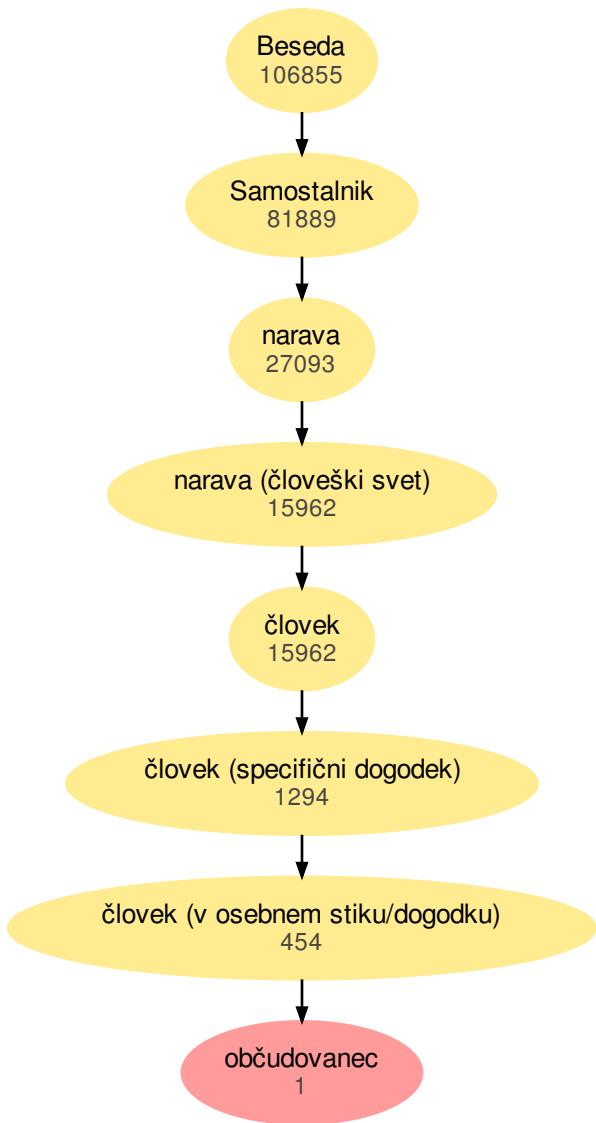 Beseda
106855
Samostalnik
81889
narava
27093
narava (človeški svet)
15962
človek
15962
človek (specifični dogodek)
1294
človek (v osebnem stiku/dogodku)
454
občudovanec
1